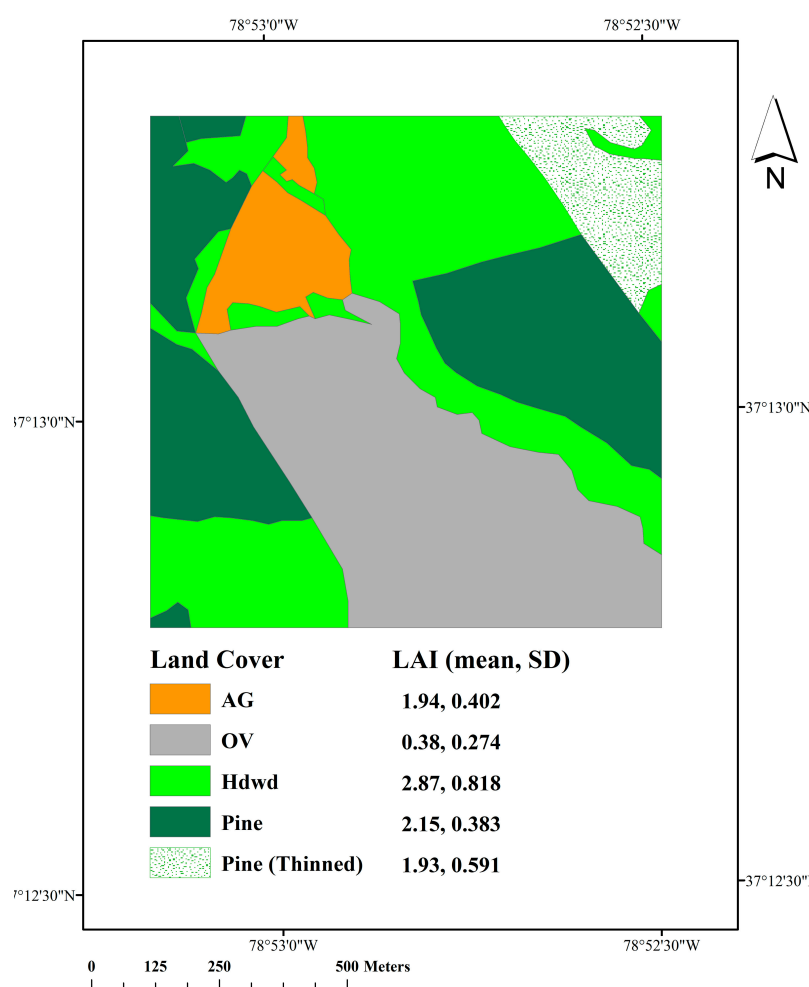 78°53'0"W 78°52'30"W
N
37°13'0"N
7°13'0"N
Land Cover LAI (mean, SD)
AG 1.94, 0.402
OV 0.38, 0.274
Hdwd 2.87, 0.818
Pine 2.15, 0.383
Pine (Thinned) 1.93, 0.591
7°12'30"N 37°12'30"
78°53'0"W 78°52'30"W
0 125 250 500 Meters